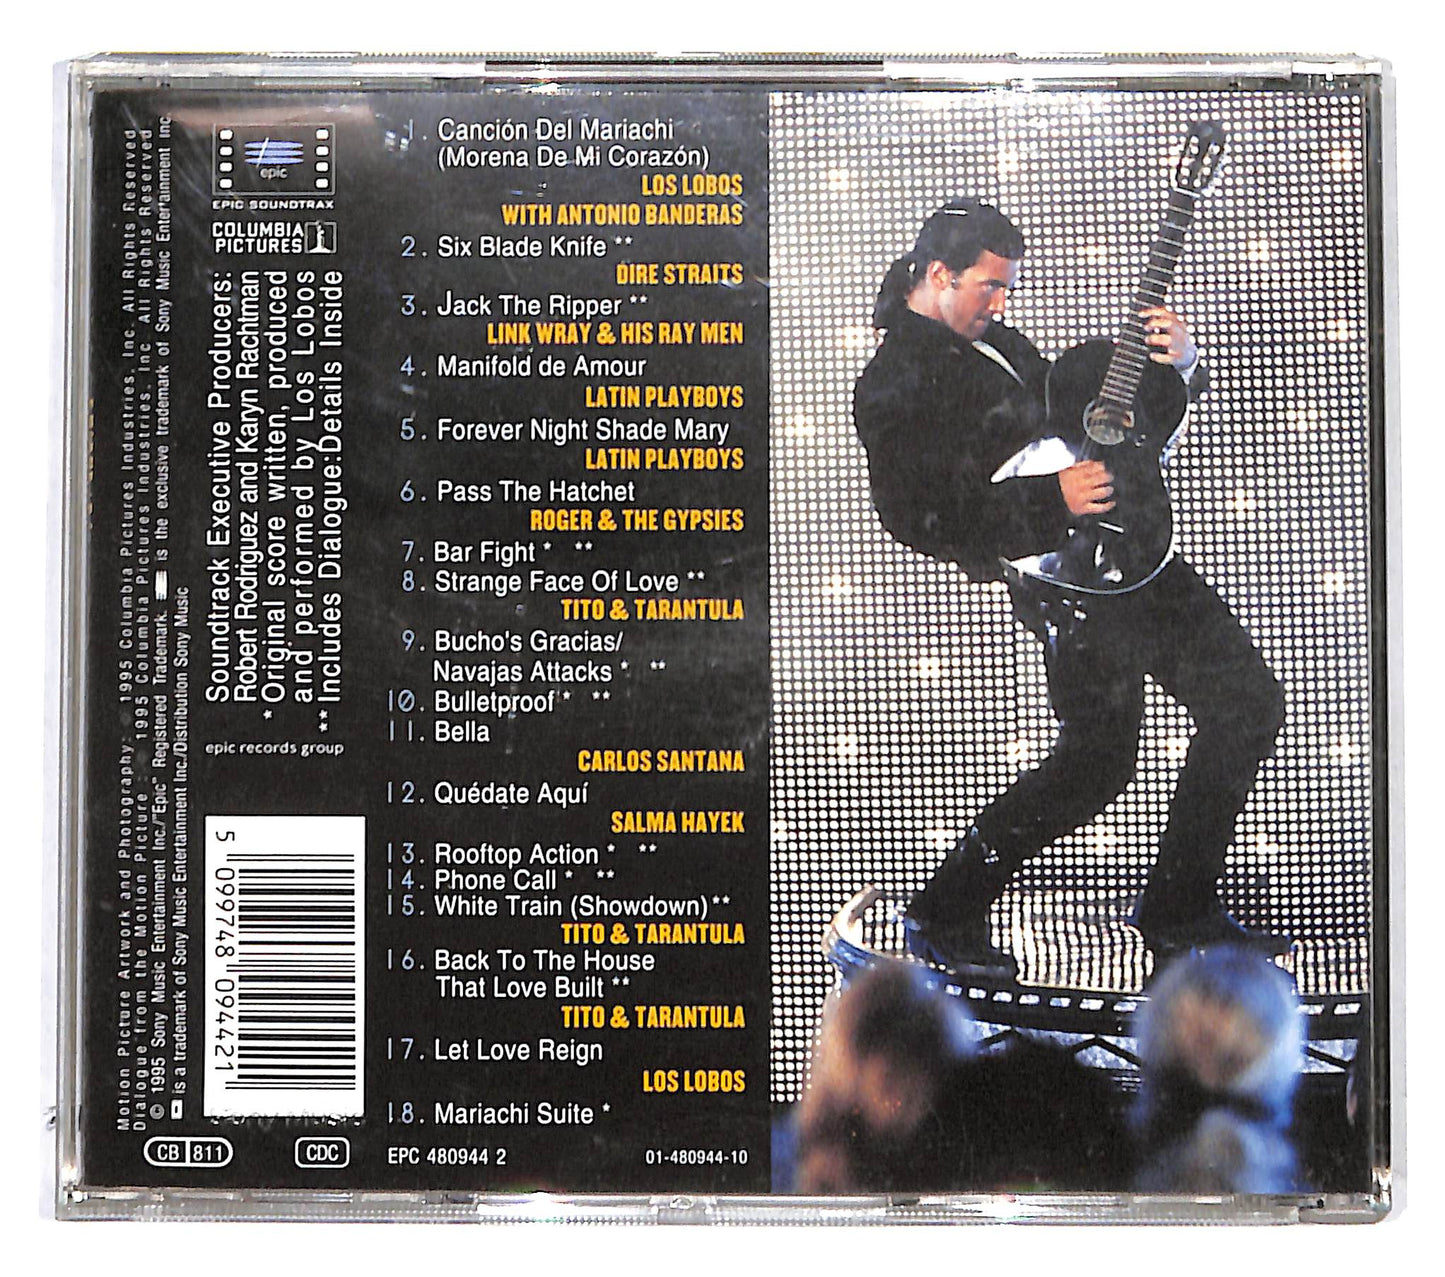 1. Canción Del Mariachi
(Morena De Mi Corazón)
LOS LOBOS
WITH ANTONIO BANDERAS
2. Six Blade Knife **
DIRE STRAITS
3. Jack The Ripper **
LINK WRAY & HIS RAY MEN
4. Manifold de Amour
LATIN PLAYBOYS
5. Forever Night Shade Mary
LATIN PLAYBOYS
6. Pass The Hatchet
ROGER & THE GYPSIES
7. Bar Fight * **
8. Strange Face Of Love **
TITO & TARANTULA
9. Bucho's Gracias/
Navajas Attacks * **
10. Bulletproof * **
11. Bella
CARLOS SANTANA
12. Quédate Aquí
SALMA HAYEK
13. Rooftop Action * **
14. Phone Call * **
15. White Train (Showdown) **
TITO & TARANTULA
16. Back To The House
That Love Built **
TITO & TARANTULA
17. Let Love Reign
LOS LOBOS
18. Mariachi Suite *
EPC 480944 2
01-480944-10
epic
EPIC SOUNDTRAX
COLUMBIA
PICTURES
Soundtrack Executive Producers:
Robert Rodriguez and Karyn Rachtman
* Original score written, produced
and performed by Los Lobos
** Includes Dialogue:Details Inside
epic records group
5 099748 094421
Motion Picture Artwork and Photography: © 1995 Columbia Pictures Industries, Inc. All Rights Reserved
Dialogue from the Motion Picture: 1995 Columbia Pictures Industries, Inc. All Rights Reserved
© 1995 Sony Music Entertainment Inc./"Epic" Registered Trademark. is the exclusive trademark of Sony Music Entertainment Inc.
is a trademark of Sony Music Entertainment Inc./Distribution Sony Music
CB 811
CDC